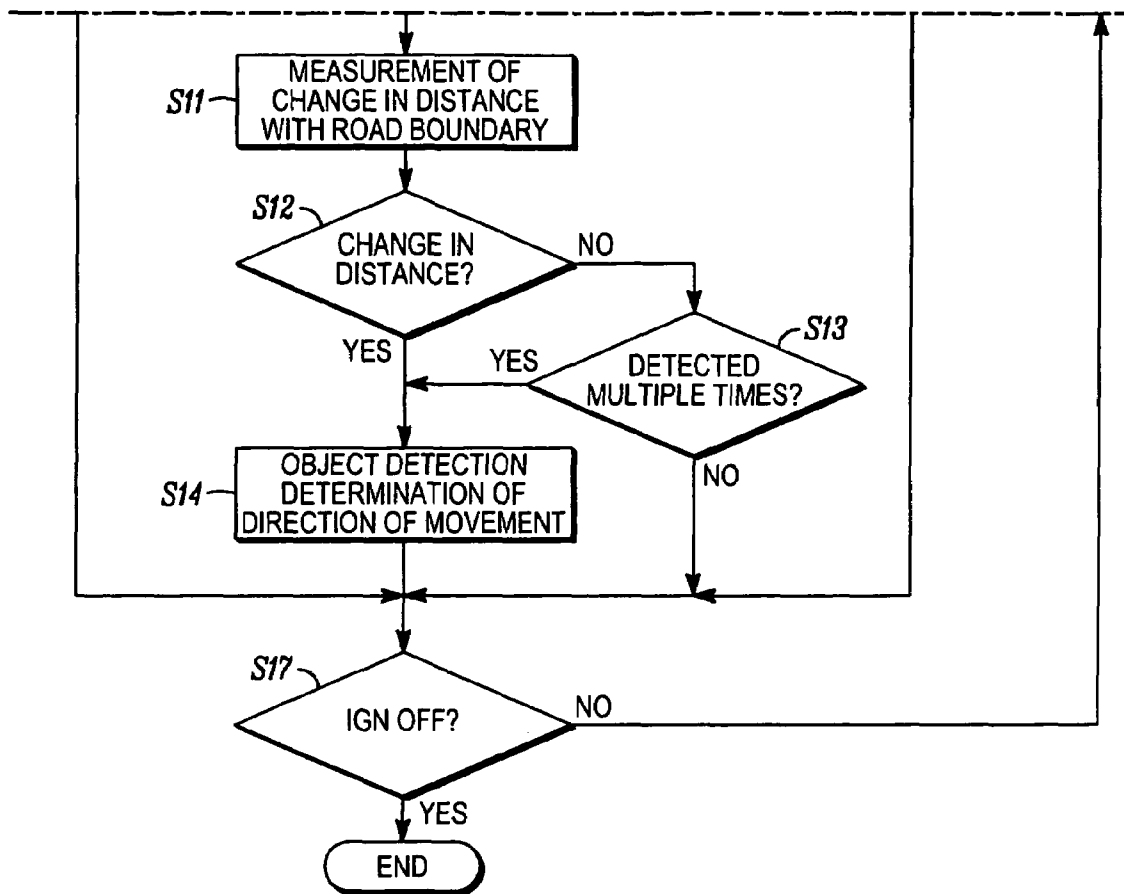 S11
MEASUREMENT OF
CHANGE IN DISTANCE
WITH ROAD BOUNDARY
S12
CHANGE IN
DISTANCE?
NO
YES
S13
DETECTED
MULTIPLE TIMES?
YES
NO
S14
OBJECT DETECTION
DETERMINATION OF
DIRECTION OF MOVEMENT
S17
IGN OFF?
NO
YES
END